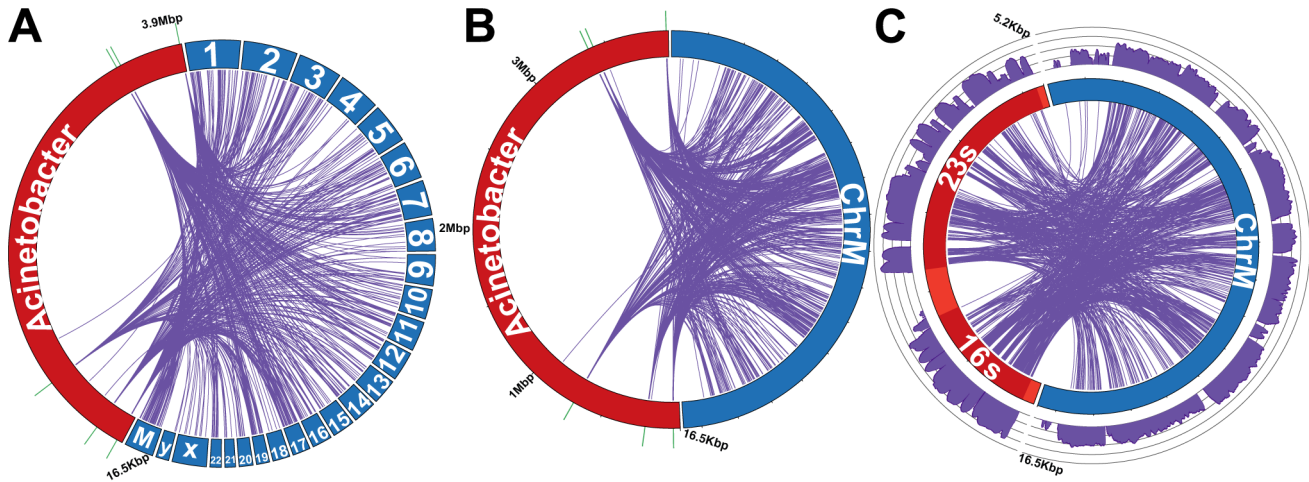 A
3.9Mbp
Acinetobacter
1
2
3
4
5
6
7
8
9
10
11
12
13
14
15
16
17
18
19
20
21
22
x
y
M
16.5Kbp
B
3Mbp
2Mbp
1Mbp
Acinetobacter
ChrM
16.5Kbp
C
5.2Kbp
23s
16s
ChrM
16.5Kbp